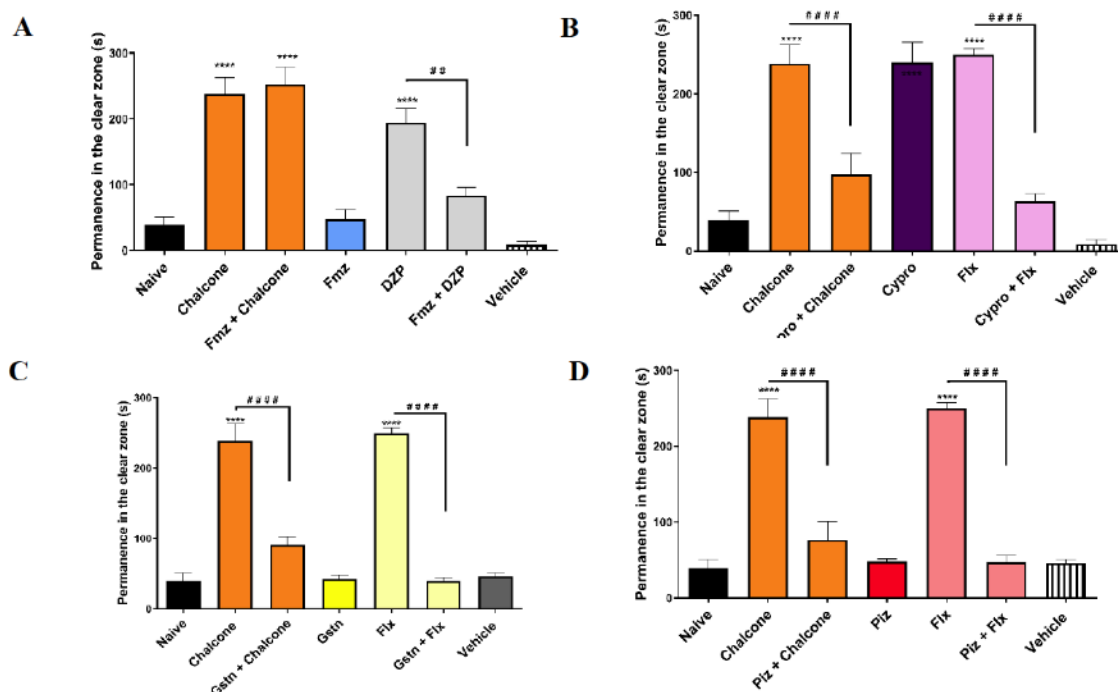 A
Permanence in the clear zone (s)
300
200
100
0
****
****
****
##
Naive
Chalcone
Fmz + Chalcone
Fmz
DZP
Fmz + DZP
Vehicle
B
Permanence in the clear zone (s)
300
200
100
0
****
####
****
****
####
Naive
Chalcone
ypro + Chalcone
Cypro
Flx
Cypro + Flx
Vehicle
C
Permanence in the clear zone (s)
300
200
100
0
****
####
****
####
Naive
Chalcone
Gstn + Chalcone
Gstn
Flx
Gstn + Flx
Vehicle
D
Permanence in the clear zone (s)
300
200
100
0
****
####
****
####
Naive
Chalcone
Piz + Chalcone
Piz
Flx
Piz + Flx
Vehicle